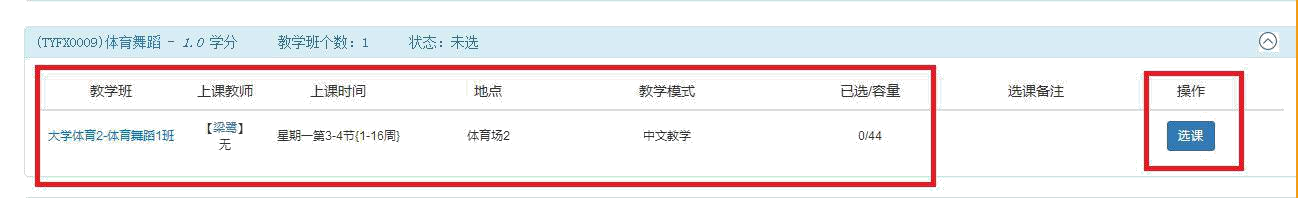 (TYFX0009)体育舞蹈 - 1.0 学分 教学班个数：1 状态：未选
教学班 上课教师 上课时间 地点 教学模式 已选/容量 选课备注 操作
大学体育2-体育舞蹈1班 【梁鹭】 星期一第3-4节{1-16周} 体育场2 中文教学 0/44 选课
无